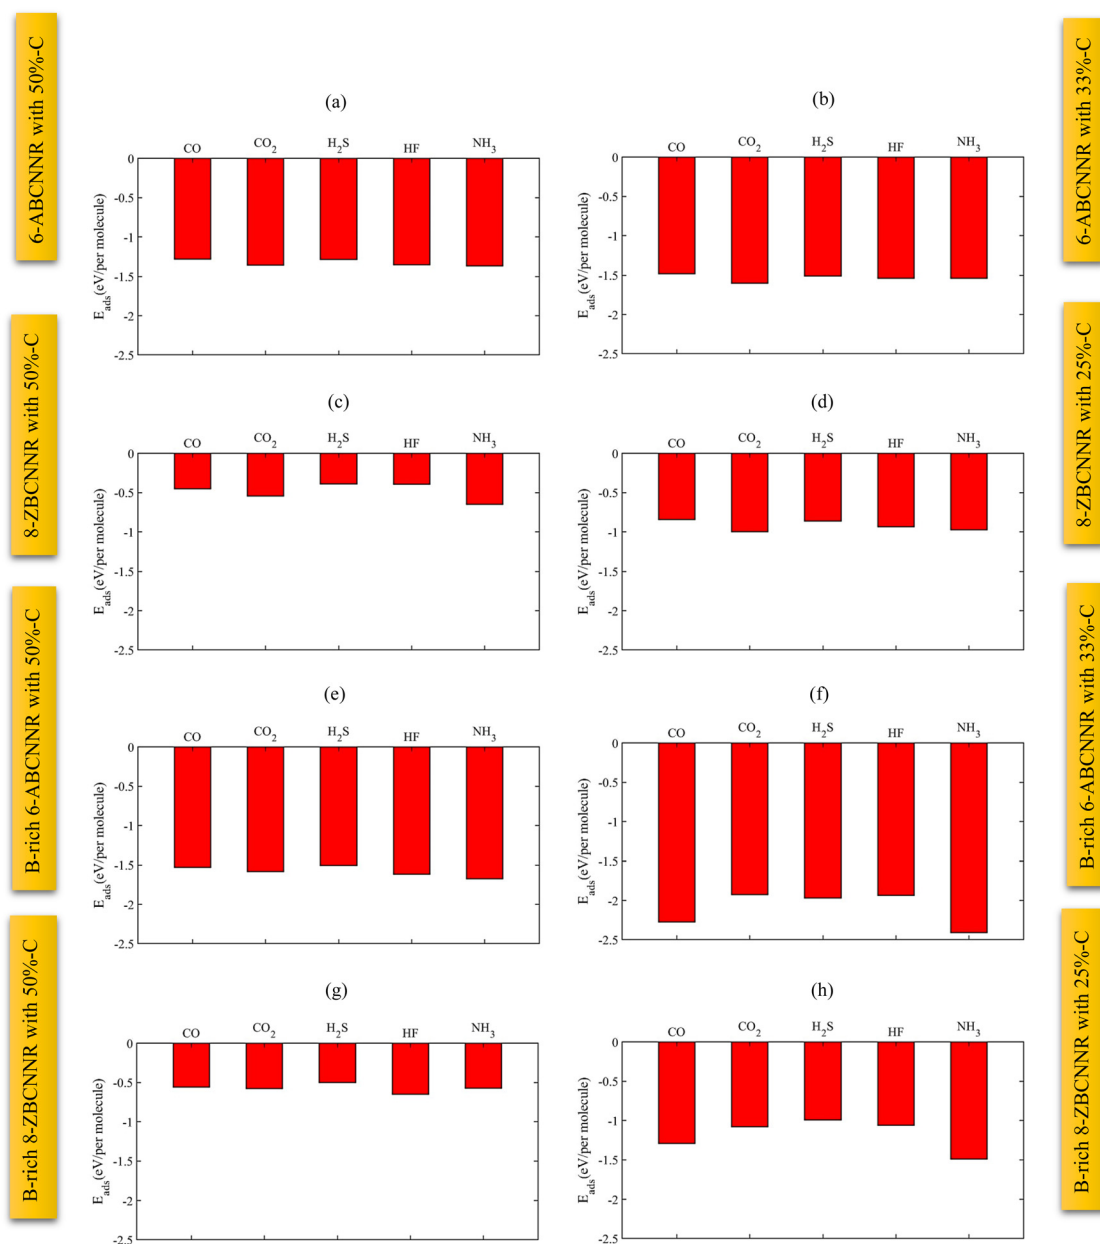 6-ABCNNR with 50%-C
(a)
CO CO2 H2S HF NH3
0
-0.5
-1
-1.5
-2
-2.5
Eads(eV/per molecule)
(b)
CO CO2 H2S HF NH3
0
-0.5
-1
-1.5
-2
-2.5
Eads(eV/per molecule)
6-ABCNNR with 33%-C
8-ZBCNNR with 50%-C
(c)
CO CO2 H2S HF NH3
0
-0.5
-1
-1.5
-2
-2.5
Eads(eV/per molecule)
(d)
CO CO2 H2S HF NH3
0
-0.5
-1
-1.5
-2
-2.5
Eads(eV/per molecule)
8-ZBCNNR with 25%-C
B-rich 6-ABCNNR with 50%-C
(e)
CO CO2 H2S HF NH3
0
-0.5
-1
-1.5
-2
-2.5
Eads(eV/per molecule)
(f)
CO CO2 H2S HF NH3
0
-0.5
-1
-1.5
-2
-2.5
Eads(eV/per molecule)
B-rich 6-ABCNNR with 33%-C
B-rich 8-ZBCNNR with 50%-C
(g)
CO CO2 H2S HF NH3
0
-0.5
-1
-1.5
-2
-2.5
Eads(eV/per molecule)
(h)
CO CO2 H2S HF NH3
0
-0.5
-1
-1.5
-2
-2.5
Eads(eV/per molecule)
B-rich 8-ZBCNNR with 25%-C